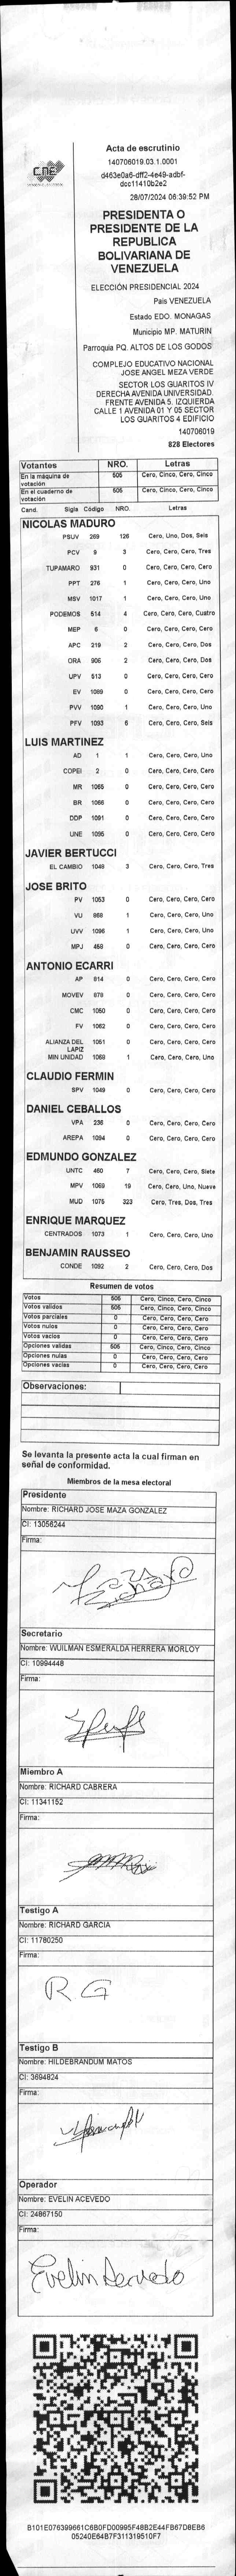 CNE
Acta de escrutinio
140706019.03.1.0001
d463e0a6-dff2-4e49-adbf-
dcc11410b2e2
28/07/2024 06:39:52 PM
PRESIDENTA O
PRESIDENTE DE LA
REPUBLICA
BOLIVARIANA DE
VENEZUELA
ELECCIÓN PRESIDENCIAL 2024
Pais VENEZUELA
Estado EDO. MONAGAS
Municipio MP. MATURIN
Parroquia PQ. ALTOS DE LOS GODOS
COMPLEJO EDUCATIVO NACIONAL
JOSE ANGEL MEZA VERDE
SECTOR LOS GUARITOS IV
DERECHA AVENIDA UNIVERSIDAD.
FRENTE AVENIDA 5. IZQUIERDA
CALLE 1 AVENIDA 01 Y 05 SECTOR
LOS GUARITOS 4 EDIFICIO
140706019
828 Electores
Votantes NRO. Letras
En la máquina de votación 505 Cero, Cinco, Cero, Cinco
En el cuaderno de votación 505 Cero, Cinco, Cero, Cinco
Cand. Sigla Código NRO. Letras
NICOLAS MADURO
PSUV 269 126 Cero, Uno, Dos, Seis
PCV 9 3 Cero, Cero, Cero, Tres
TUPAMARO 931 0 Cero, Cero, Cero, Cero
PPT 276 1 Cero, Cero, Cero, Uno
MSV 1017 1 Cero, Cero, Cero, Uno
PODEMOS 514 4 Cero, Cero, Cero, Cuatro
MEP 6 0 Cero, Cero, Cero, Cero
APC 219 2 Cero, Cero, Cero, Dos
ORA 906 2 Cero, Cero, Cero, Dos
UPV 513 0 Cero, Cero, Cero, Cero
EV 1089 0 Cero, Cero, Cero, Cero
PVV 1090 1 Cero, Cero, Cero, Uno
PFV 1093 6 Cero, Cero, Cero, Seis
LUIS MARTINEZ
AD 1 1 Cero, Cero, Cero, Uno
COPEI 2 0 Cero, Cero, Cero, Cero
MR 1065 0 Cero, Cero, Cero, Cero
BR 1066 0 Cero, Cero, Cero, Cero
DDP 1091 0 Cero, Cero, Cero, Cero
UNE 1095 0 Cero, Cero, Cero, Cero
JAVIER BERTUCCI
EL CAMBIO 1048 3 Cero, Cero, Cero, Tres
JOSE BRITO
PV 1053 0 Cero, Cero, Cero, Cero
VU 868 1 Cero, Cero, Cero, Uno
UVV 1096 1 Cero, Cero, Cero, Uno
MPJ 458 0 Cero, Cero, Cero, Cero
ANTONIO ECARRI
AP 814 0 Cero, Cero, Cero, Cero
MOVEV 878 0 Cero, Cero, Cero, Cero
CMC 1050 0 Cero, Cero, Cero, Cero
FV 1062 0 Cero, Cero, Cero, Cero
ALIANZA DEL LAPIZ 1051 0 Cero, Cero, Cero, Cero
MIN UNIDAD 1068 1 Cero, Cero, Cero, Uno
CLAUDIO FERMIN
SPV 1049 0 Cero, Cero, Cero, Cero
DANIEL CEBALLOS
VPA 236 0 Cero, Cero, Cero, Cero
AREPA 1094 0 Cero, Cero, Cero, Cero
EDMUNDO GONZALEZ
UNTC 460 7 Cero, Cero, Cero, Siete
MPV 1069 19 Cero, Cero, Uno, Nueve
MUD 1075 323 Cero, Tres, Dos, Tres
ENRIQUE MARQUEZ
CENTRADOS 1073 1 Cero, Cero, Cero, Uno
BENJAMIN RAUSSEO
CONDE 1092 2 Cero, Cero, Cero, Dos
Resumen de votos
Votos 505 Cero, Cinco, Cero, Cinco
Votos validos 505 Cero, Cinco, Cero, Cinco
Votos parciales 0 Cero, Cero, Cero, Cero
Votos nulos 0 Cero, Cero, Cero, Cero
Votos vacios 0 Cero, Cero, Cero, Cero
Opciones validas 505 Cero, Cinco, Cero, Cinco
Opciones nulas 0 Cero, Cero, Cero, Cero
Opciones vacias 0 Cero, Cero, Cero, Cero
Observaciones:
Se levanta la presente acta la cual firman en
señal de conformidad.
Miembros de la mesa electoral
Presidente
Nombre: RICHARD JOSE MAZA GONZALEZ
CI: 13056244
Firma:
Secretario
Nombre: WUILMAN ESMERALDA HERRERA MORLOY
CI: 10994448
Firma:
Miembro A
Nombre: RICHARD CABRERA
CI: 11341152
Firma:
Testigo A
Nombre: RICHARD GARCIA
CI: 11780250
Firma:
R G
Testigo B
Nombre: HILDEBRANDUM MATOS
CI: 3694824
Firma:
Operador
Nombre: EVELIN ACEVEDO
CI: 24867150
Firma:
Evelin Acevedo
B101E076399661C6B0FD00995F48B2E44FB67D8EB6
05240E64B7F311319510F7